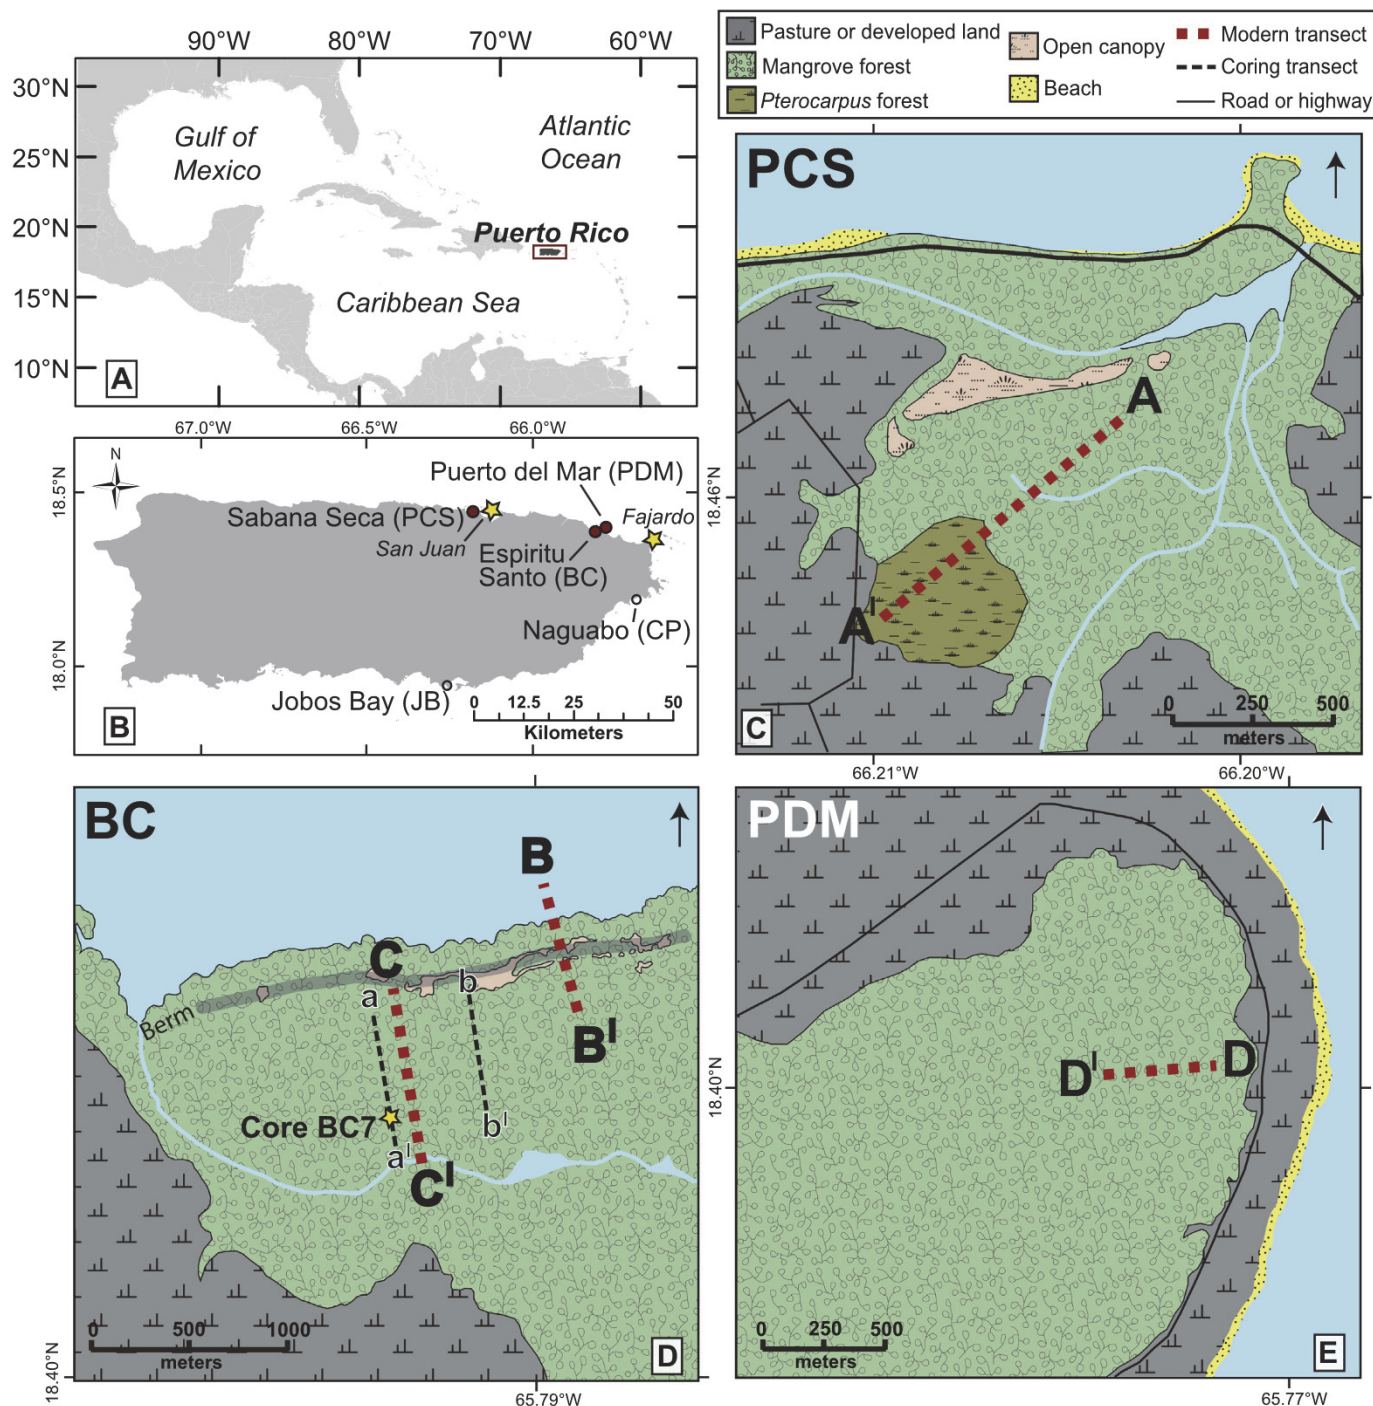 90°W 80°W 70°W 60°W
30°N
25°N
20°N
15°N
10°N
Gulf of
Mexico
Atlantic
Ocean
Puerto Rico
Caribbean Sea
A
Pasture or developed land
Mangrove forest
Pterocarpus forest
Open canopy
Beach
Modern transect
Coring transect
Road or highway
67.0°W 66.5°W 66.0°W
18.5°N
18.0°N
N
Puerto del Mar (PDM)
Sabana Seca (PCS)
San Juan
Fajardo
Espiritu
Santo (BC)
Naguabo (CP)
Jobos Bay (JB)
0 12.5 25 50
Kilometers
B
PCS
A
A'
18.46°N
0 250 500
meters
C
66.21°W 66.20°W
BC
B
B'
C
C'
a
a'
b
b'
Berm
Core BC7
0 500 1000
meters
D
18.40°N
65.79°W
PDM
D'
D
18.40°N
0 250 500
meters
E
65.77°W